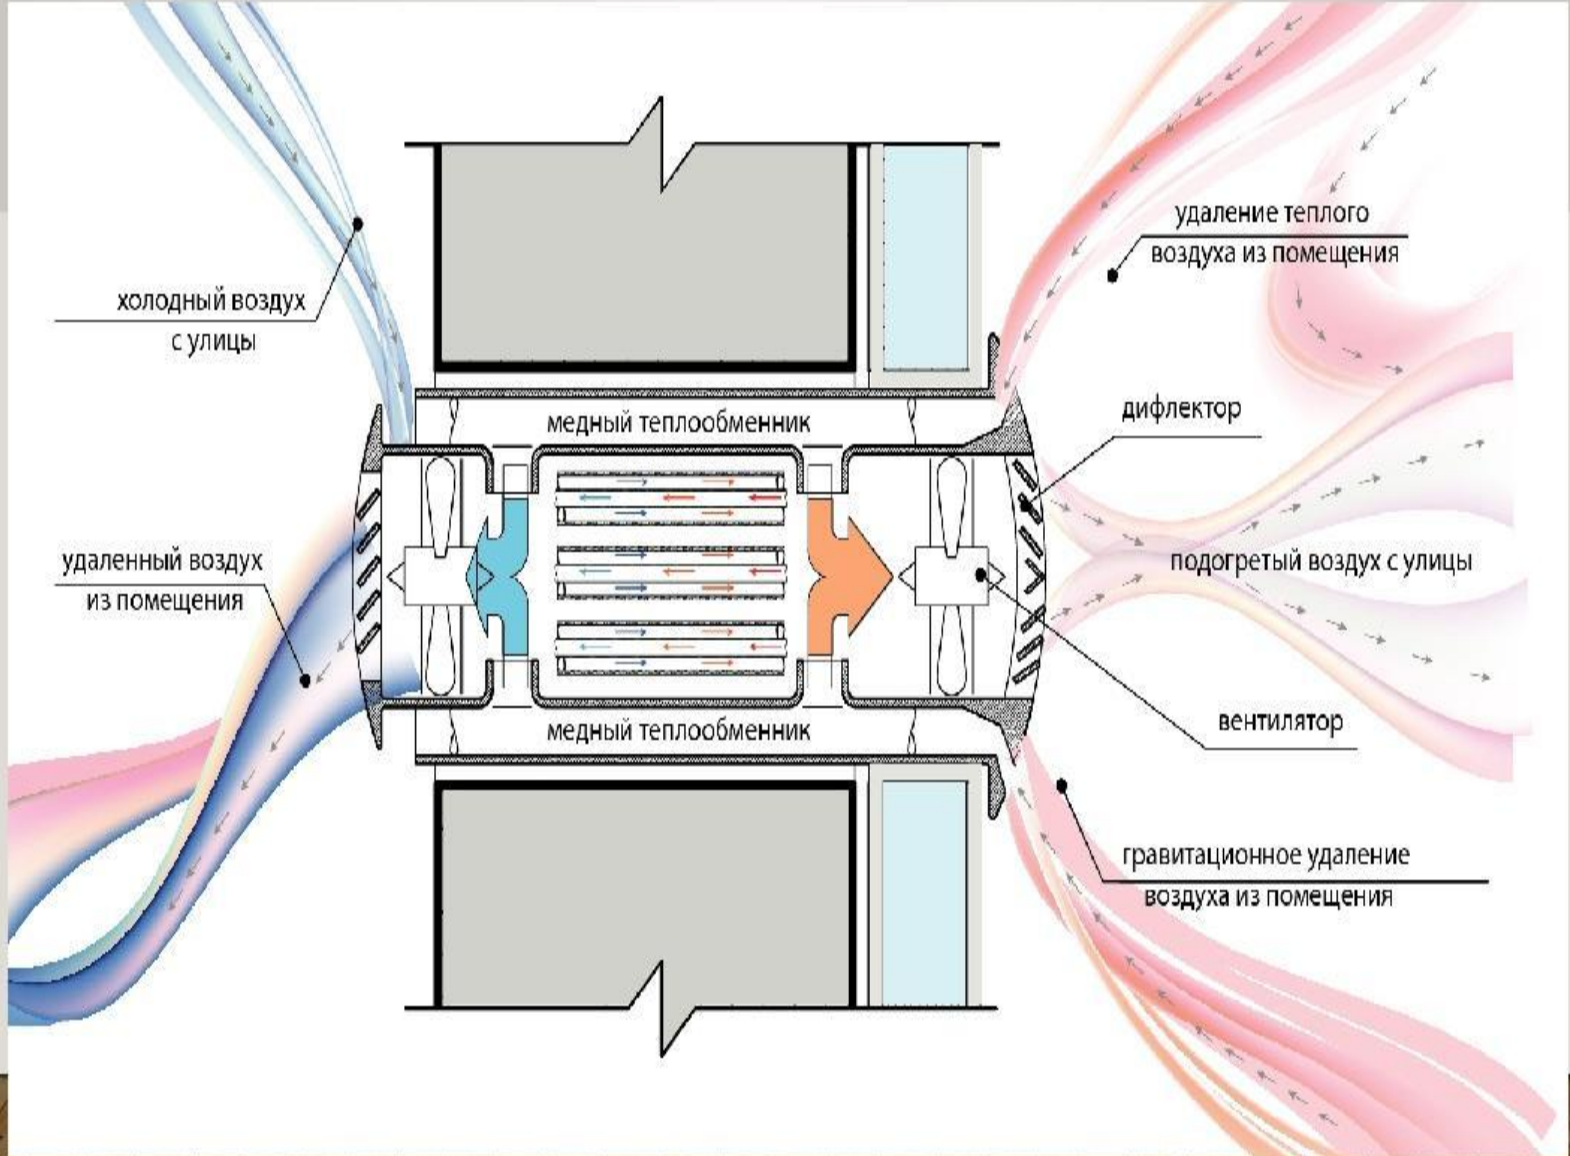 удаление теплого
воздуха из помещения
холодный воздух
с улицы
дифлектор
медный теплообменник
удаленный воздух
из помещения
подогретый воздух с улицы
вентилятор
медный теплообменник
гравитационное удаление
воздуха из помещения